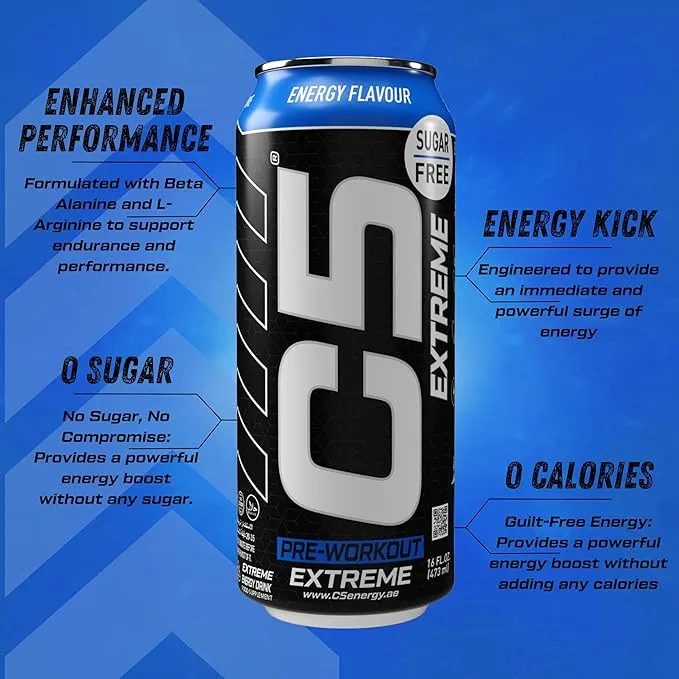 ENHANCED
PERFORMANCE
Formulated with Beta
Alanine and L-
Arginine to support
endurance and
performance.
0 SUGAR
No Sugar, No
Compromise:
Provides a powerful
energy boost
without any sugar.
ENERGY FLAVOUR
SUGAR
FREE
C5
EXTREME
PRE-WORKOUT
EXTREME
www.C5energy.ae
16 FL.OZ
(473 ml)
EXTREME
ENERGY DRINK
FOOD SUPPLEMENT
ENERGY KICK
Engineered to provide
an immediate and
powerful surge of
energy
0 CALORIES
Guilt-Free Energy:
Provides a powerful
energy boost without
adding any calories